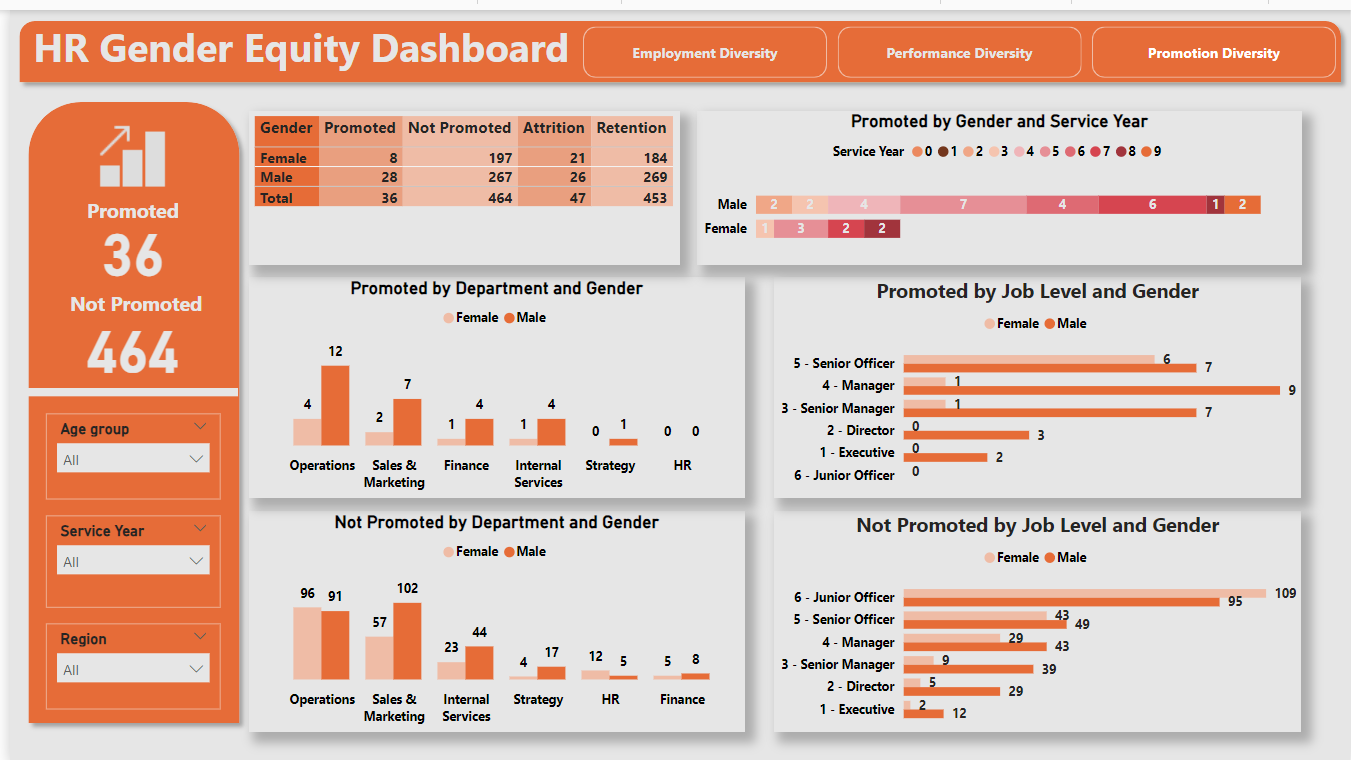 HR Gender Equity Dashboard
Employment Diversity
Performance Diversity
Promotion Diversity
Promoted
36
Not Promoted
464
Age group
All
Service Year
All
Region
All
Gender Promoted Not Promoted Attrition Retention
Female 8 197 21 184
Male 28 267 26 269
Total 36 464 47 453
Promoted by Gender and Service Year
Service Year 0 1 2 3 4 5 6 7 8 9
Male 2 2 4 7 4 6 1 2
Female 1 3 2 2
Promoted by Department and Gender
Female Male
4 12 2 7 1 4 1 4 0 1 0 0
Operations Sales & Finance Internal Strategy HR
Marketing Services
Promoted by Job Level and Gender
Female Male
5 - Senior Officer 6 7
4 - Manager 1 9
3 - Senior Manager 1 7
2 - Director 0 3
1 - Executive 0 2
6 - Junior Officer 0
Not Promoted by Department and Gender
Female Male
96 91 57 102 23 44 4 17 12 5 5 8
Operations Sales & Internal Strategy HR Finance
Marketing Services
Not Promoted by Job Level and Gender
Female Male
6 - Junior Officer 109 95
5 - Senior Officer 43 49
4 - Manager 29 43
3 - Senior Manager 9 39
2 - Director 5 29
1 - Executive 2 12